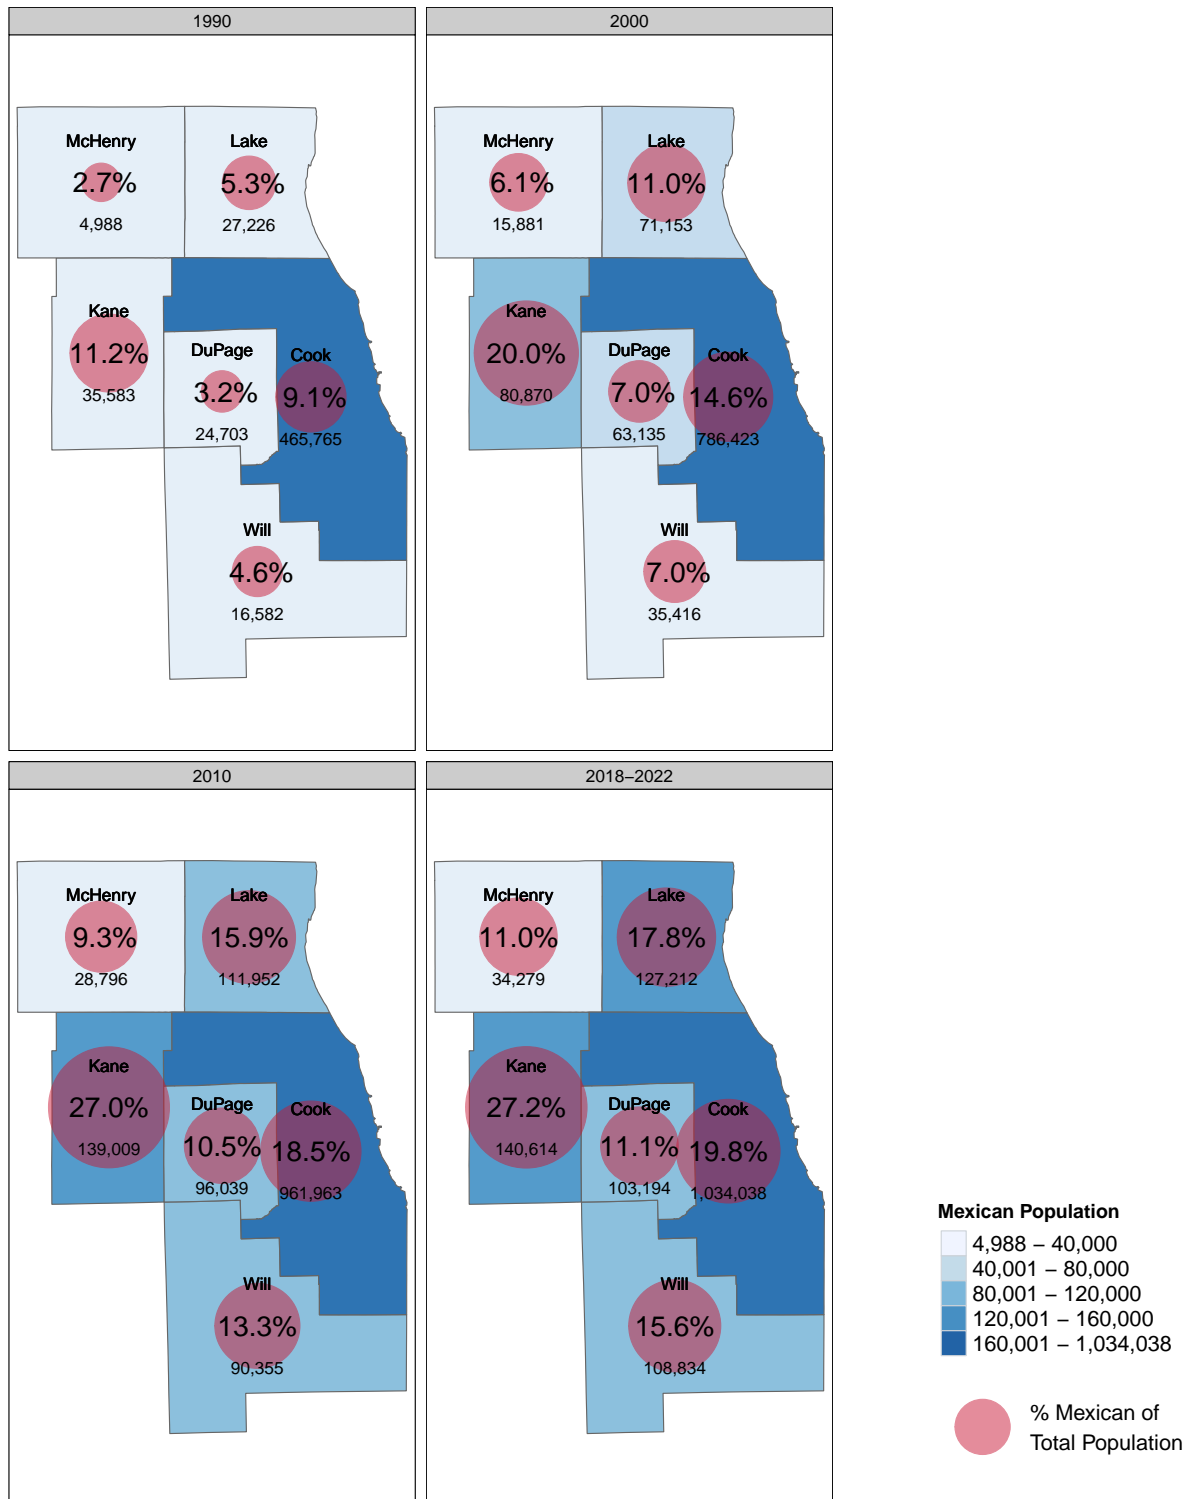 1990
McHenry
2.7%
4,988
Lake
5.3%
27,226
Kane
11.2%
35,583
DuPage
3.2%
24,703
Cook
9.1%
465,765
Will
4.6%
16,582
2000
McHenry
6.1%
15,881
Lake
11.0%
71,153
Kane
20.0%
80,870
DuPage
7.0%
63,135
Cook
14.6%
786,423
Will
7.0%
35,416
2010
McHenry
9.3%
28,796
Lake
15.9%
111,952
Kane
27.0%
139,009
DuPage
10.5%
96,039
Cook
18.5%
961,963
Will
13.3%
90,355
2018–2022
McHenry
11.0%
34,279
Lake
17.8%
127,212
Kane
27.2%
140,614
DuPage
11.1%
103,194
Cook
19.8%
1,034,038
Will
15.6%
108,834
Mexican Population
4,988 – 40,000
40,001 – 80,000
80,001 – 120,000
120,001 – 160,000
160,001 – 1,034,038
% Mexican of
Total Population